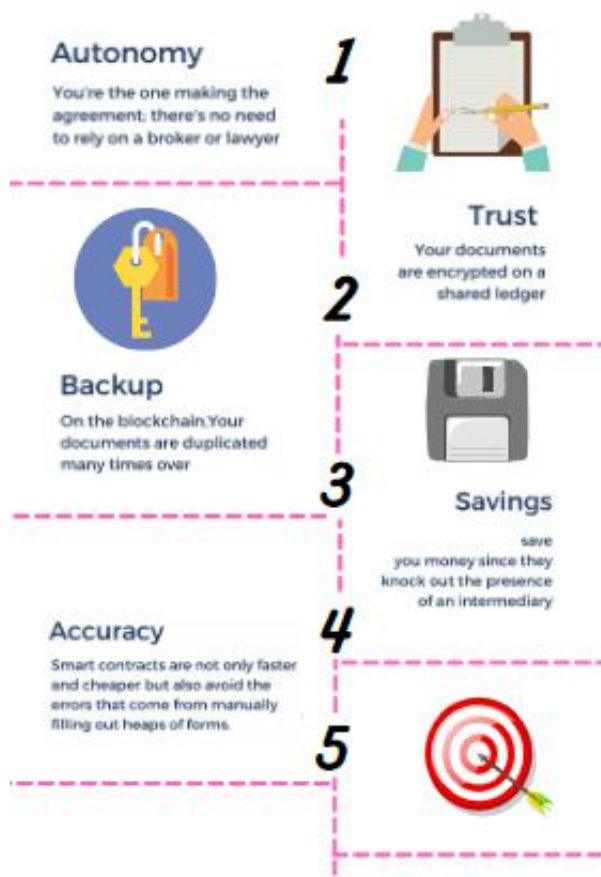 Autonomy
You're the one making the
agreement; there's no need
to rely on a broker or lawyer
1
Trust
Your documents
are encrypted on a
shared ledger
2
Backup
On the blockchain,Your
documents are duplicated
many times over
3
Savings
save
you money since they
knock out the presence
of an intermediary
4
Accuracy
Smart contracts are not only faster
and cheaper but also avoid the
errors that come from manually
filling out heaps of forms.
5